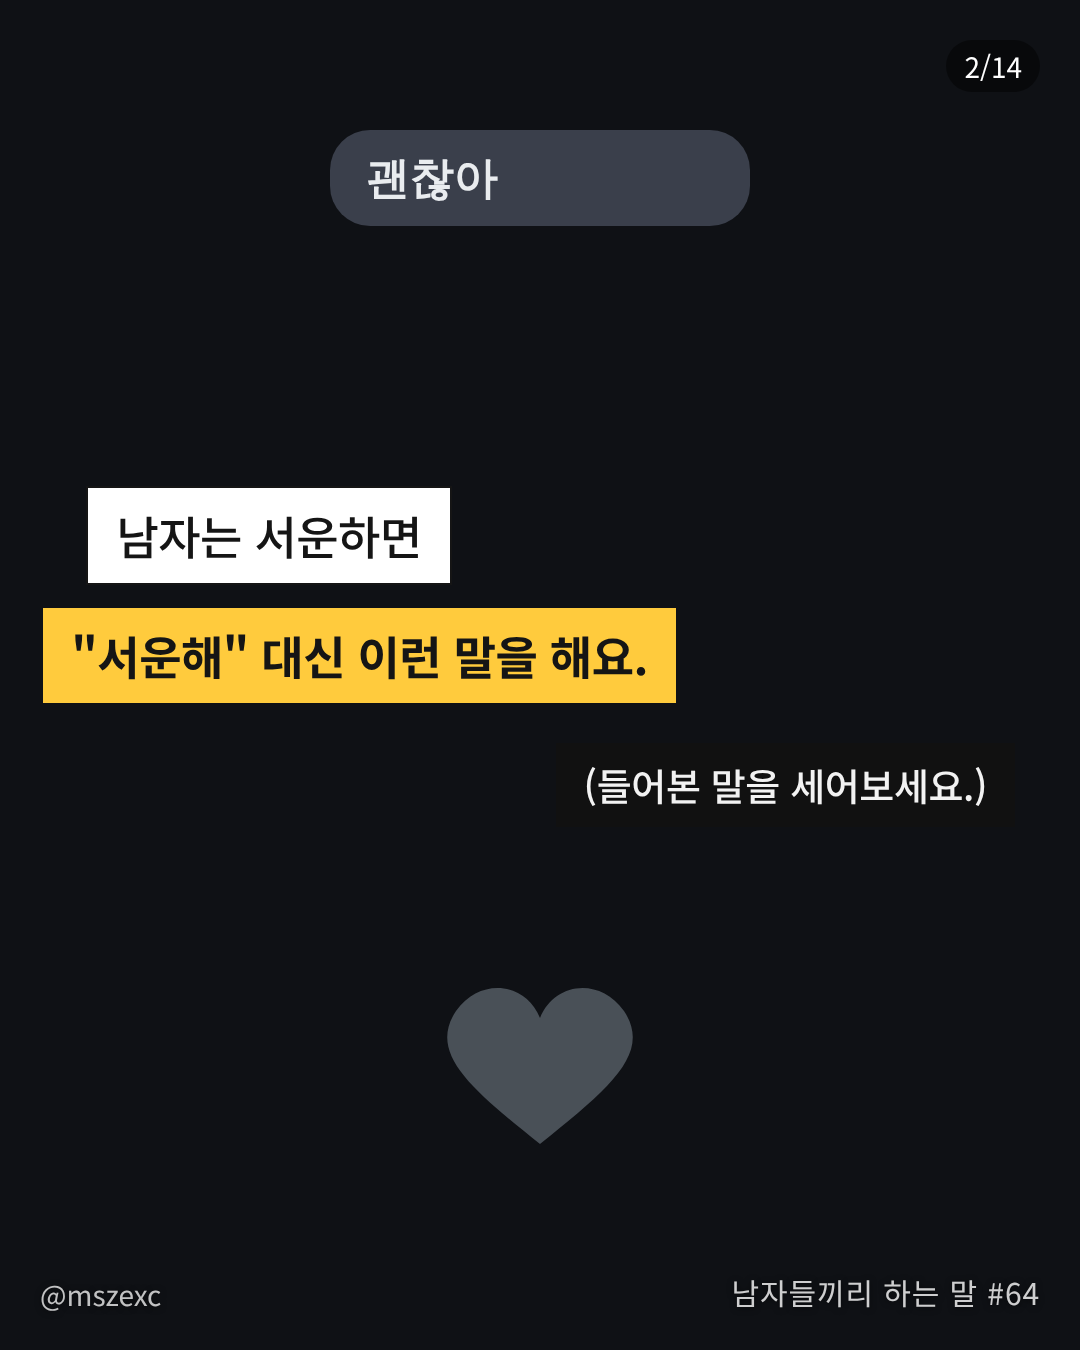 2/14
괜찮아
남자는 서운하면
"서운해" 대신 이런 말을 해요.
(들어본 말을 세어보세요.)
@mszexc
남자들끼리 하는 말 #64